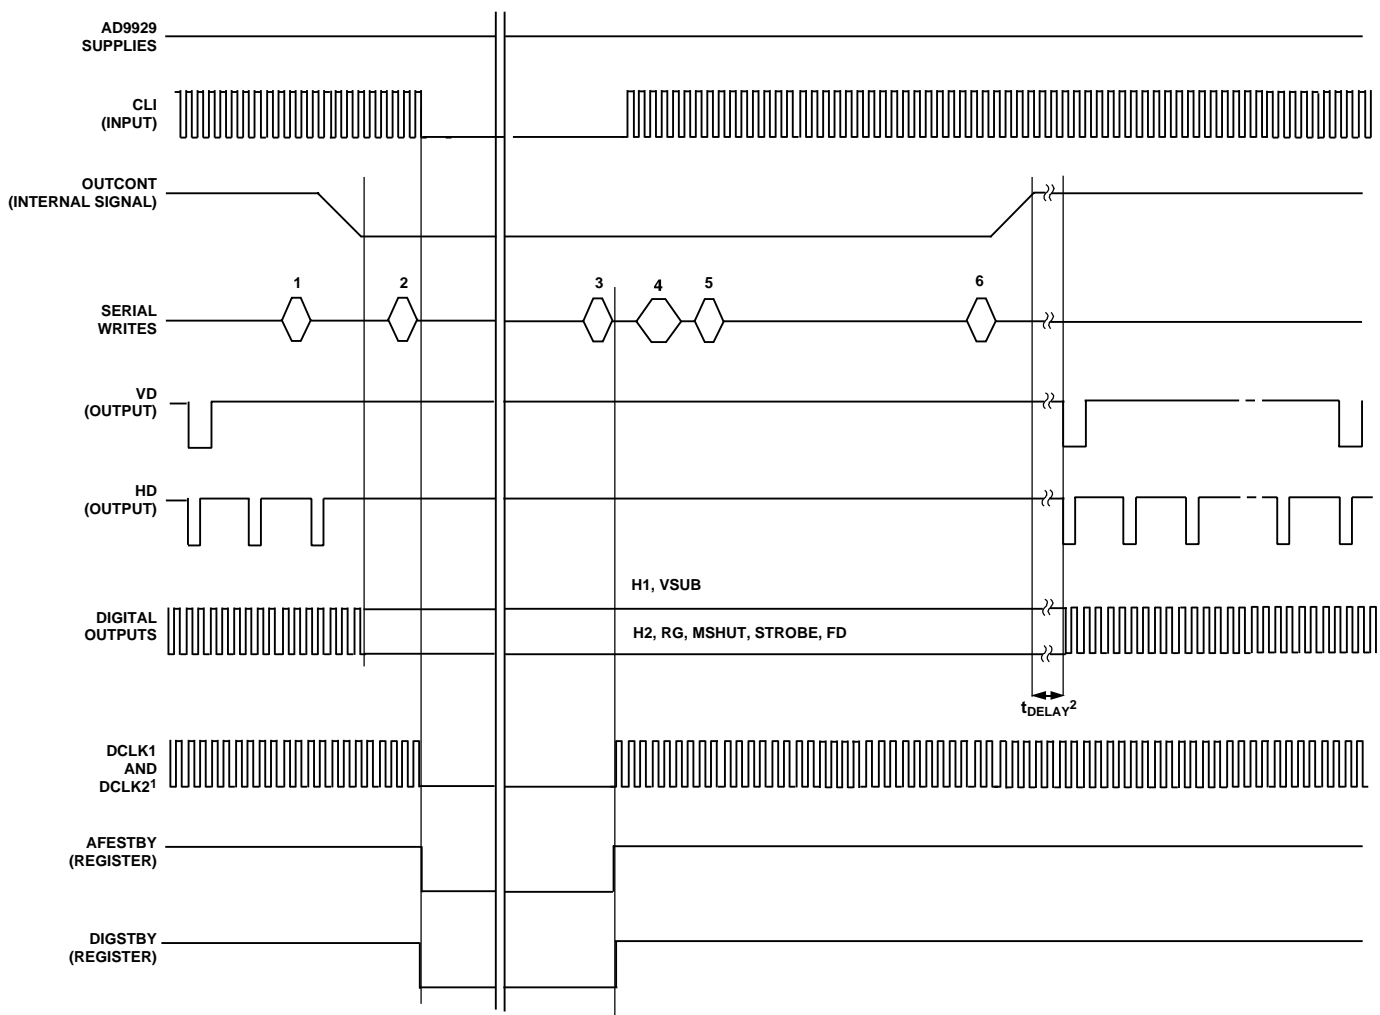 AD9929
SUPPLIES
CLI
(INPUT)
OUTCONT
(INTERNAL SIGNAL)
1
2
3
4
5
6
SERIAL
WRITES
VD
(OUTPUT)
HD
(OUTPUT)
H1, VSUB
DIGITAL
OUTPUTS
H2, RG, MSHUT, STROBE, FD
tDELAY2
DCLK1
AND
DCLK21
AFESTBY
(REGISTER)
DIGSTBY
(REGISTER)